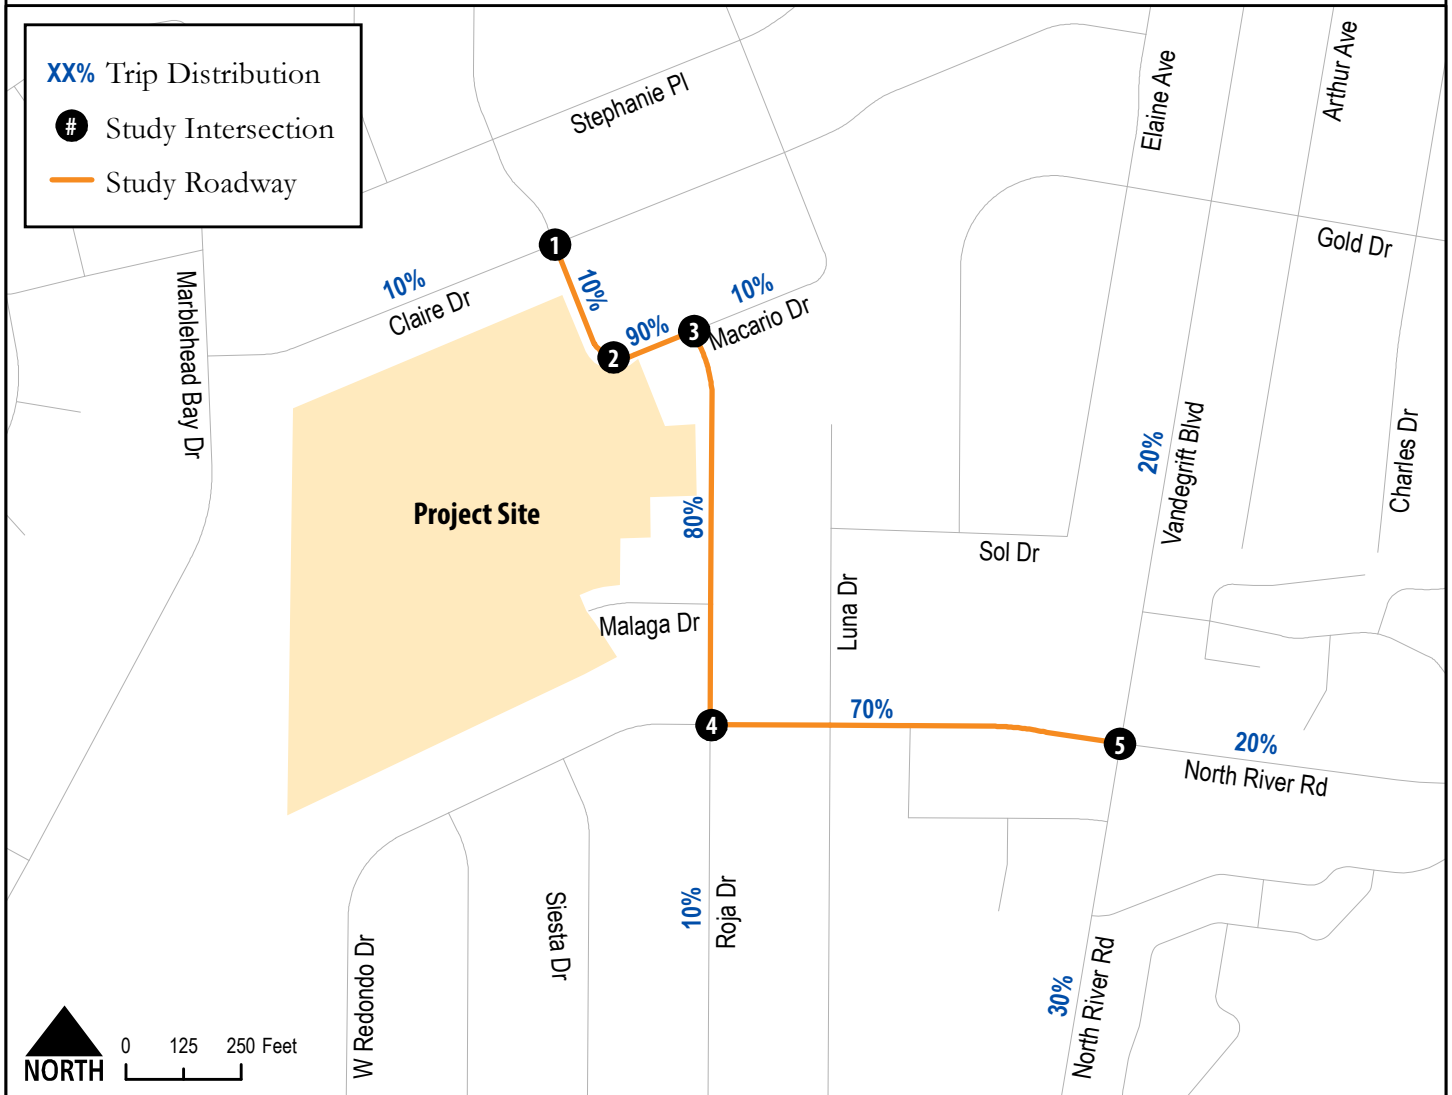 XX% Trip Distribution
# Study Intersection
Study Roadway
Stephanie Pl
Elaine Ave
Arthur Ave
Gold Dr
1
10%
Claire Dr
10%
Marblehead Bay Dr
2
90%
3
10%
Macario Dr
Project Site
80%
20%
Vandegrift Blvd
Charles Dr
Sol Dr
Luna Dr
Malaga Dr
4
70%
5
20%
North River Rd
10%
Roja Dr
Siesta Dr
W Redondo Dr
30%
North River Rd
NORTH
0 125 250 Feet